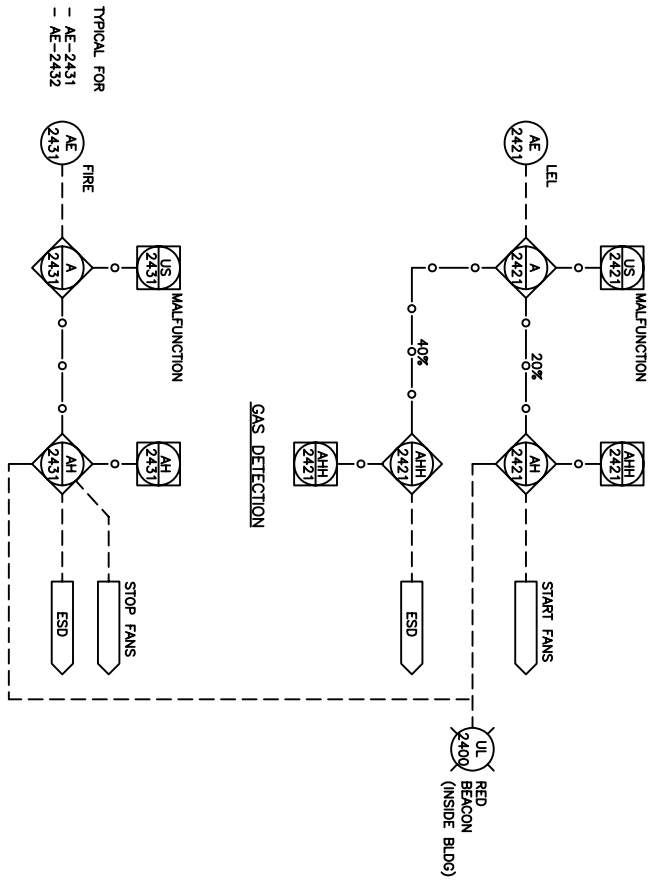 LEL
AE
2421
US
2421
MALFUNCTION
A
2421
20%
AHH
2421
AH
2421
START FANS
40%
AHH
2421
AHH
2421
ESD
UL
2400
RED
BEACON
(INSIDE BLDG)
GAS DETECTION
FIRE
AE
2431
US
2431
MALFUNCTION
A
2431
AH
2431
AH
2431
STOP FANS
ESD
TYPICAL FOR
- AE-2431
- AE-2432